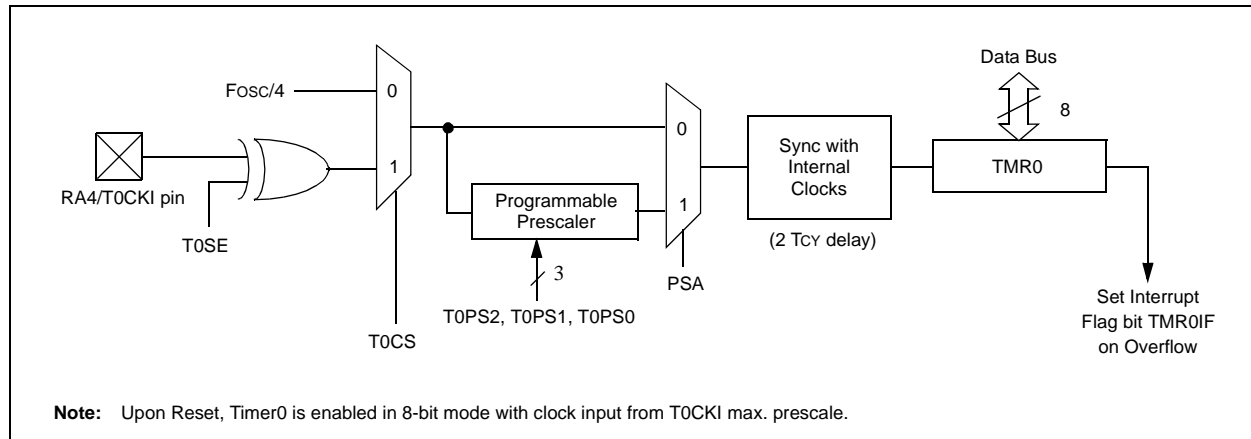 Data Bus
8
FOSC/4
0
1
RA4/T0CKI pin
T0SE
T0CS
Programmable
Prescaler
3
T0PS2, T0PS1, T0PS0
0
1
PSA
Sync with
Internal
Clocks
(2 TCY delay)
TMR0
Set Interrupt
Flag bit TMR0IF
on Overflow
Note: Upon Reset, Timer0 is enabled in 8-bit mode with clock input from T0CKI max. prescale.